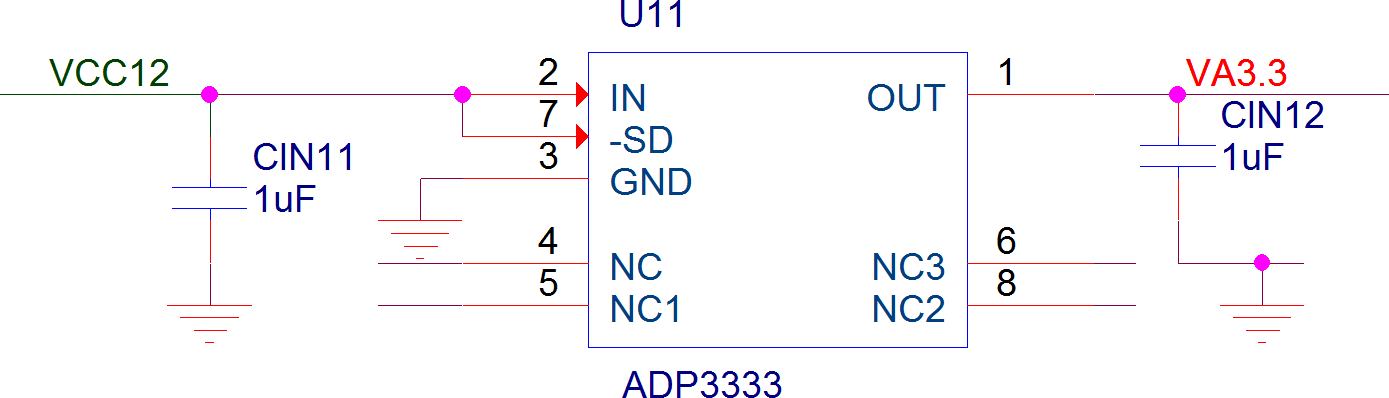 U11
VCC12
2
1
VA3.3
IN
OUT
CIN12
7
-SD
1uF
3
CIN11
GND
1uF
4
6
NC
NC3
5
8
NC1
NC2
ADP3333